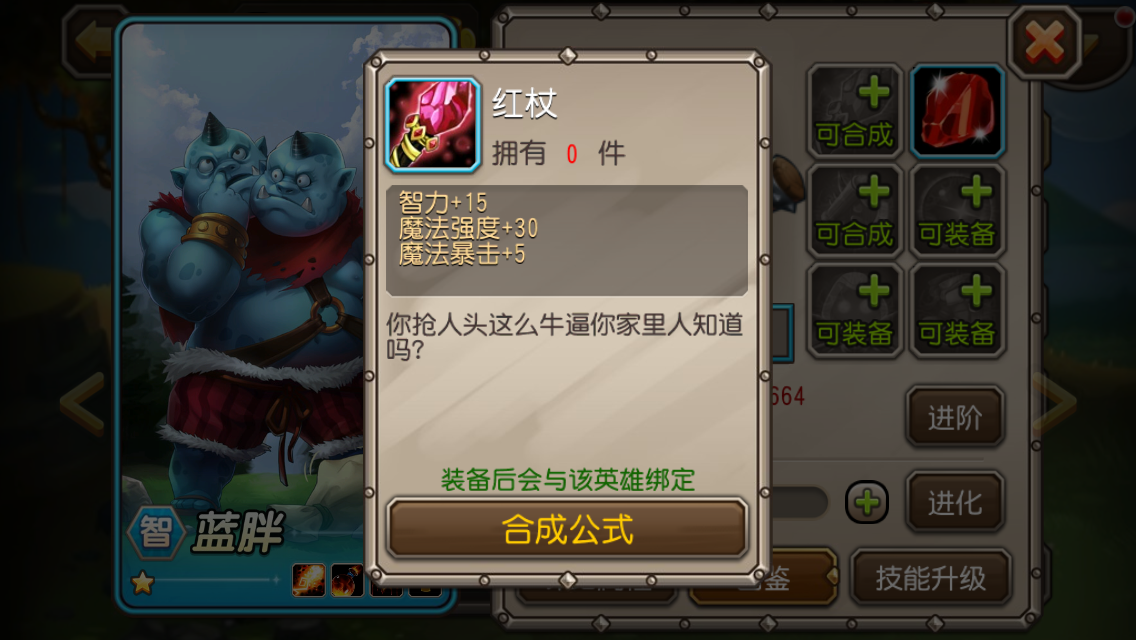 红杖
拥有 0 件
智力+15
魔法强度+30
魔法暴击+5
你抢人头这么牛逼你家里人知道
吗?
装备后会与该英雄绑定
合成公式
可合成
可合成
可装备
可装备
可装备
664
进阶
进化
技能升级
智
蓝胖